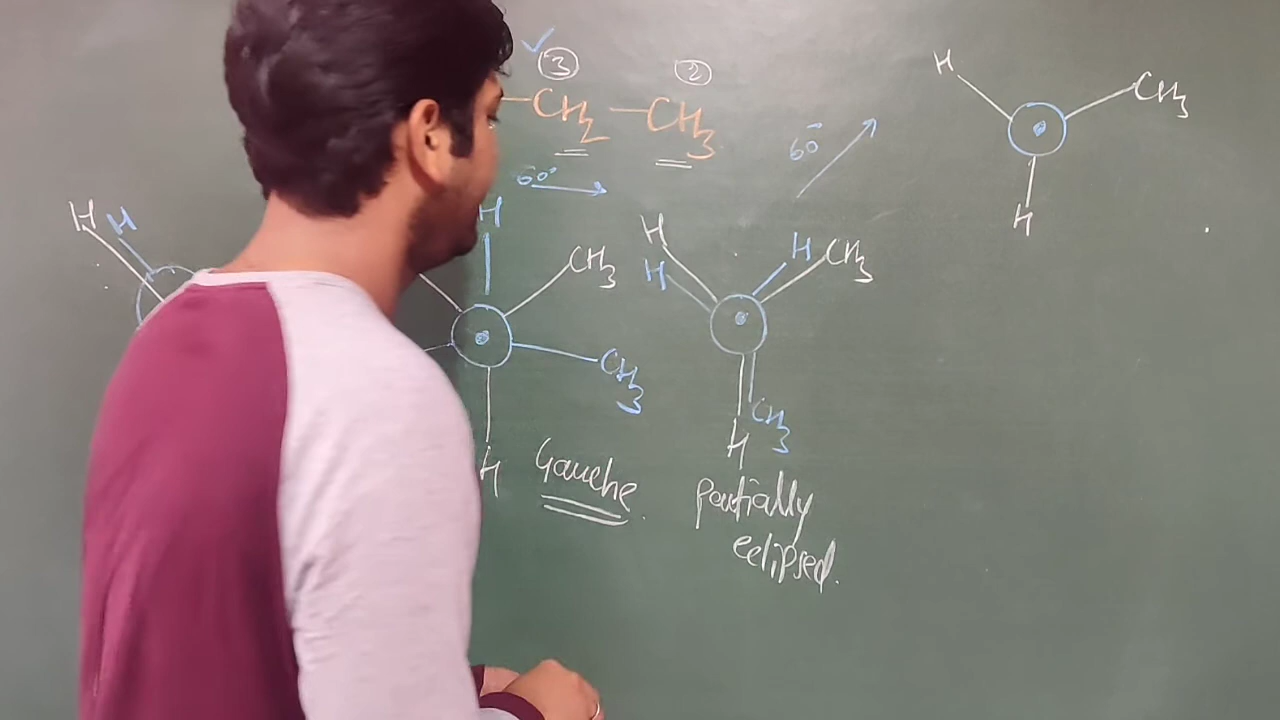 ✓
3 2
–CH2–CH3
60° →
60°
H CH3
H
H H
H CH3
CH3
H
H H CH3
H
CH3
H
Gauche.
Partially
eclipsed.